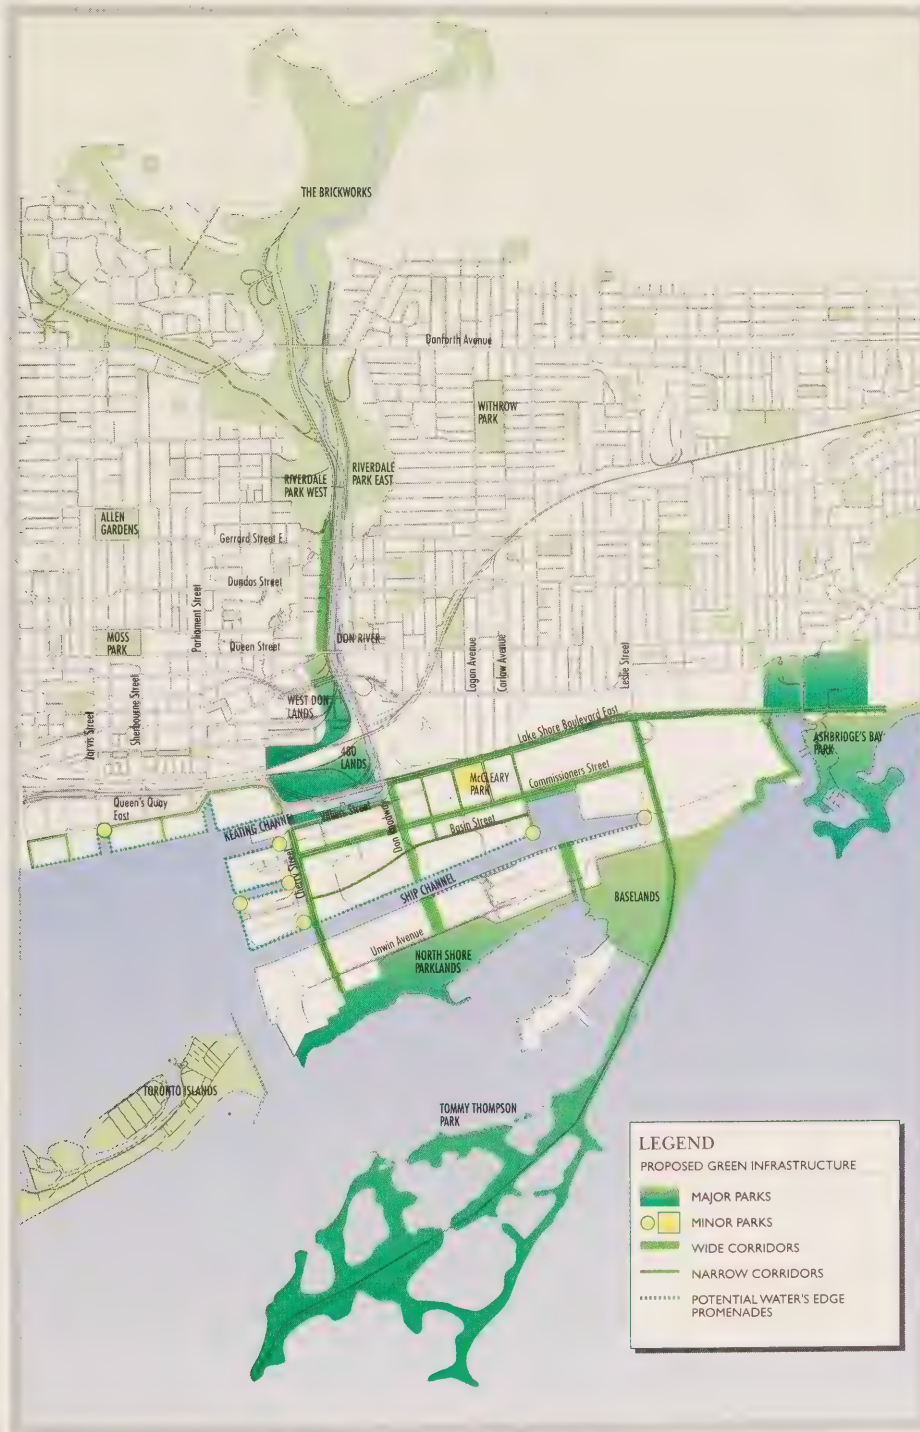 THE BRICKWORKS
Danforth Avenue
WITHROW
PARK
RIVERDALE
PARK EAST
RIVERDALE
PARK WEST
ALLEN
GARDENS
Gerrard Street E.
Dundas Street
Parliament Street
MOSS
PARK
Queen Street
DON RIVER
Logan Avenue
Carlaw Avenue
Leslie Street
Sherbourne Street
Jarvis Street
WEST DON
LANDS
480
LANDS
Lake Shore Boulevard East
ASHBRIDGE'S BAY
PARK
McCLEARY
PARK
Commissioners Street
Queen's Quay
East
KEATING CHANNEL
Villiers Street
Don Roadway
Basin Street
Cherry Street
SHIP CHANNEL
BASELANDS
Unwin Avenue
NORTH SHORE
PARKLANDS
TORONTO ISLANDS
TOMMY THOMPSON
PARK
LEGEND
PROPOSED GREEN INFRASTRUCTURE
MAJOR PARKS
MINOR PARKS
WIDE CORRIDORS
NARROW CORRIDORS
POTENTIAL WATER'S EDGE
PROMENADES